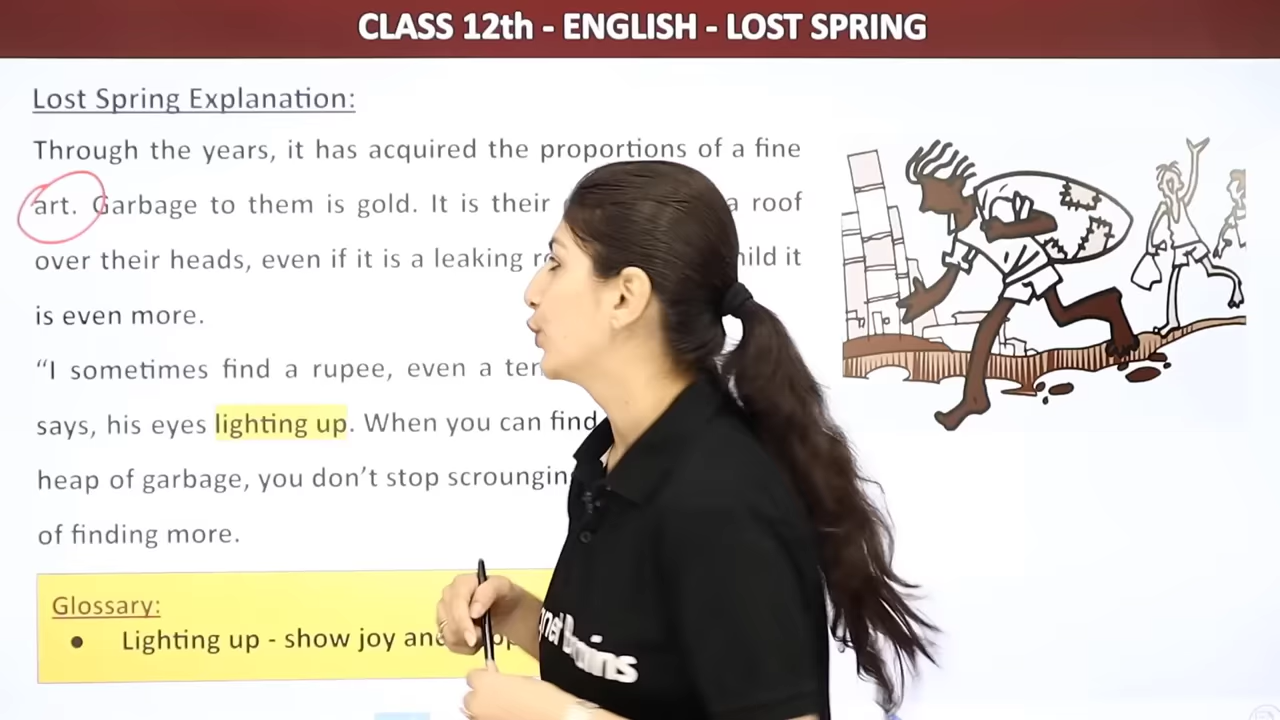 CLASS 12th - ENGLISH - LOST SPRING
Lost Spring Explanation:
Through the years, it has acquired the proportions of a fine
art. Garbage to them is gold. It is their a roof
over their heads, even if it is a leaking it
is even more.
“I sometimes find a rupee, even a
says, his eyes lighting up. When you can find
heap of garbage, you don’t stop scrounging
of finding more.
Glossary:
● Lighting up - show joy and